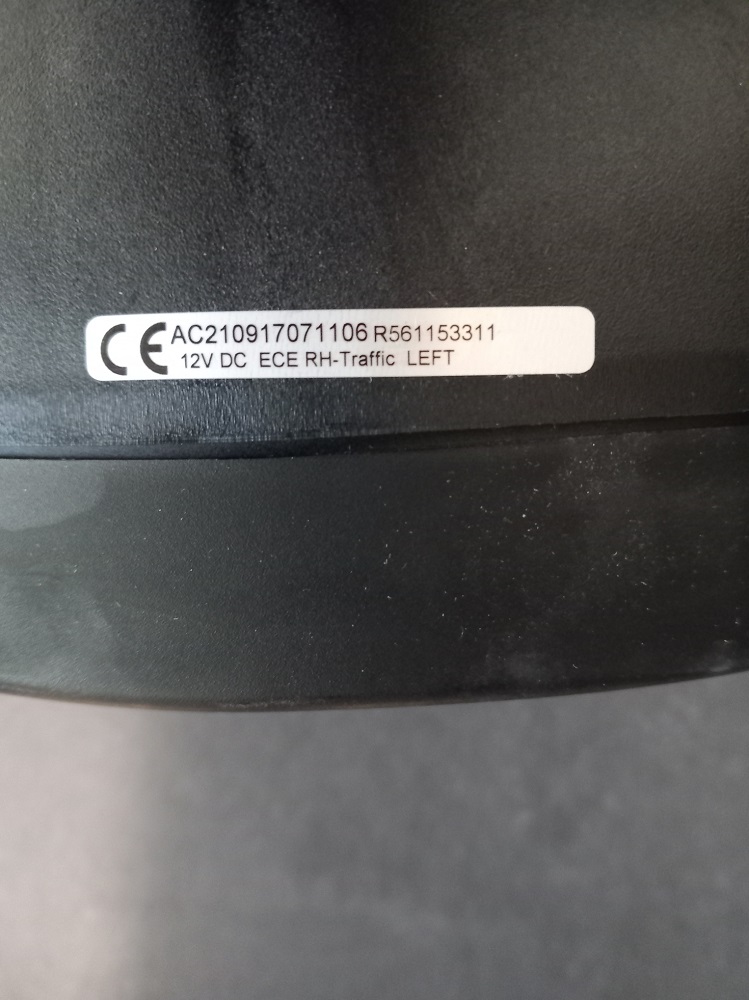 CE AC210917071106 R561153311
12V DC ECE RH-Traffic LEFT